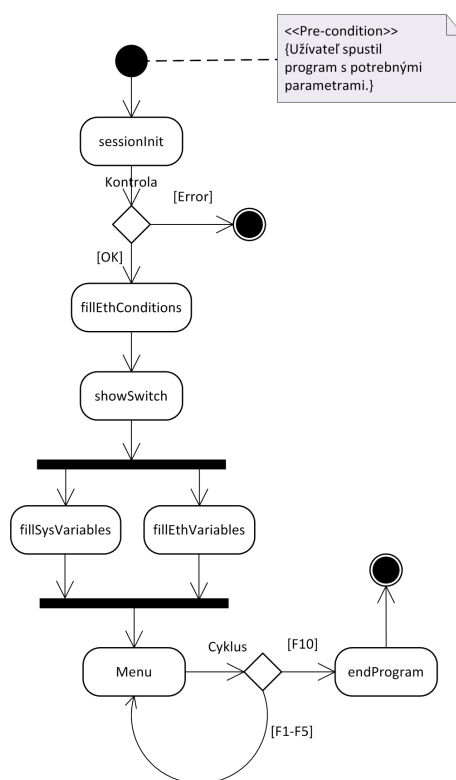 <<Pre-condition>>
{Užívateľ spustil
program s potrebnými
parametrami.}
sessionInit
Kontrola
[Error]
[OK]
fillEthConditions
showSwitch
fillSysVariables
fillEthVariables
Menu
Cyklus
[F10]
endProgram
[F1-F5]